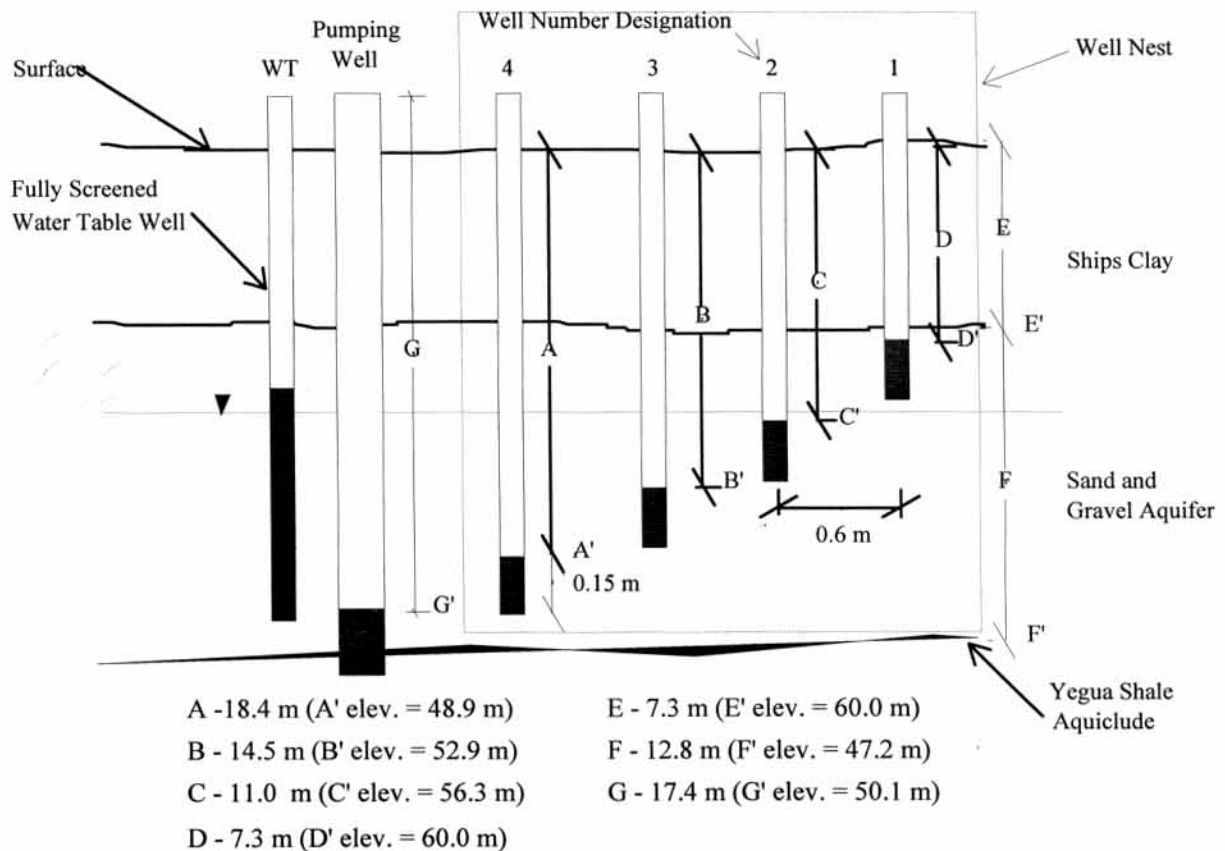 Well Number Designation
Pumping
Well
Well Nest
Surface
WT
4
3
2
1
Fully Screened
Water Table Well
E
D
Ships Clay
C
B
E'
G
A
D'
C'
F
B'
Sand and
Gravel Aquifer
0.6 m
A'
0.15 m
G'
F'
Yegua Shale
Aquiclude
A -18.4 m (A' elev. = 48.9 m)
B - 14.5 m (B' elev. = 52.9 m)
C - 11.0 m (C' elev. = 56.3 m)
D - 7.3 m (D' elev. = 60.0 m)
E - 7.3 m (E' elev. = 60.0 m)
F - 12.8 m (F' elev. = 47.2 m)
G - 17.4 m (G' elev. = 50.1 m)